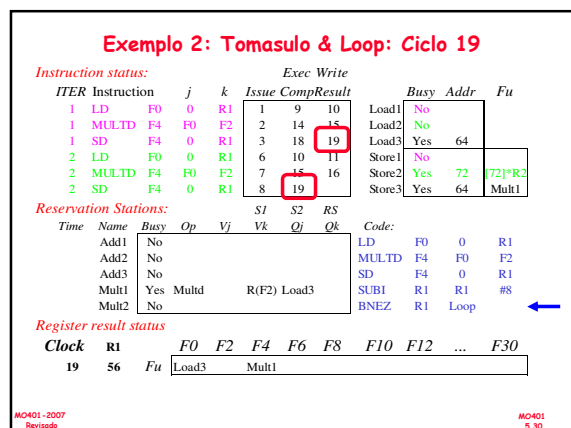 Exemplo 2: Tomasulo & Loop: Ciclo 19
Instruction status: Exec Write
ITER Instruction j k Issue Comp Result Busy Addr Fu
1 LD F0 0 R1 1 9 10 Load1 No
1 MULTD F4 F0 F2 2 14 15 Load2 No
1 SD F4 0 R1 3 18 19 Load3 Yes 64
2 LD F0 0 R1 6 10 11 Store1 No
2 MULTD F4 F0 F2 7 15 16 Store2 Yes 72 [72]*R2
2 SD F4 0 R1 8 19 Store3 Yes 64 Mult1
Reservation Stations: S1 S2 RS
Time Name Busy Op Vj Vk Qj Qk Code:
Add1 No LD F0 0 R1
Add2 No MULTD F4 F0 F2
Add3 No SD F4 0 R1
Mult1 Yes Multd R(F2) Load3 SUBI R1 R1 #8
Mult2 No BNEZ R1 Loop
Register result status
Clock R1 F0 F2 F4 F6 F8 F10 F12 ... F30
19 56 Fu Load3 Mult1
MO401-2007
Revisado
MO401
5.30